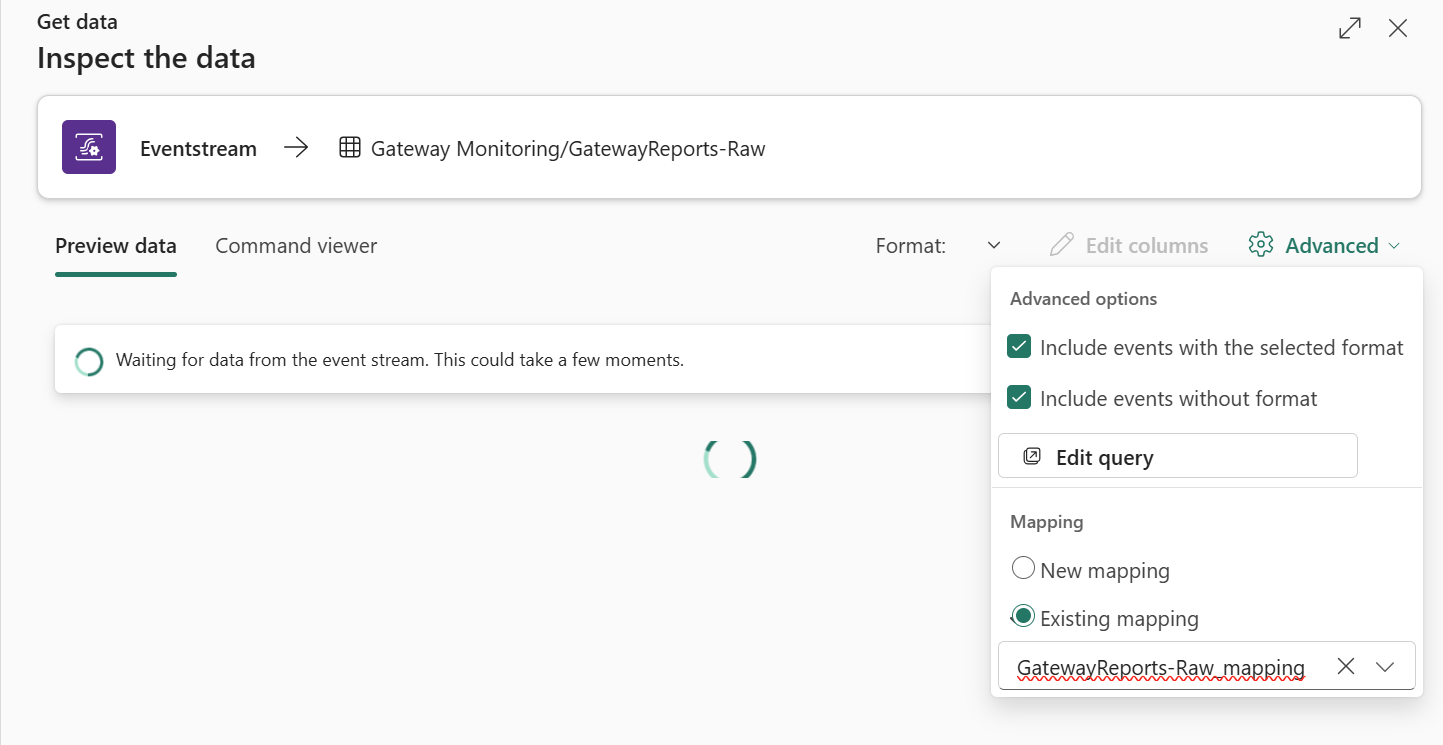 Get data
Inspect the data
Eventstream
Gateway Monitoring/GatewayReports-Raw
Preview data
Command viewer
Format:
Edit columns
Advanced
Waiting for data from the event stream. This could take a few moments.
Advanced options
Include events with the selected format
Include events without format
Edit query
Mapping
New mapping
Existing mapping
GatewayReports-Raw_mapping